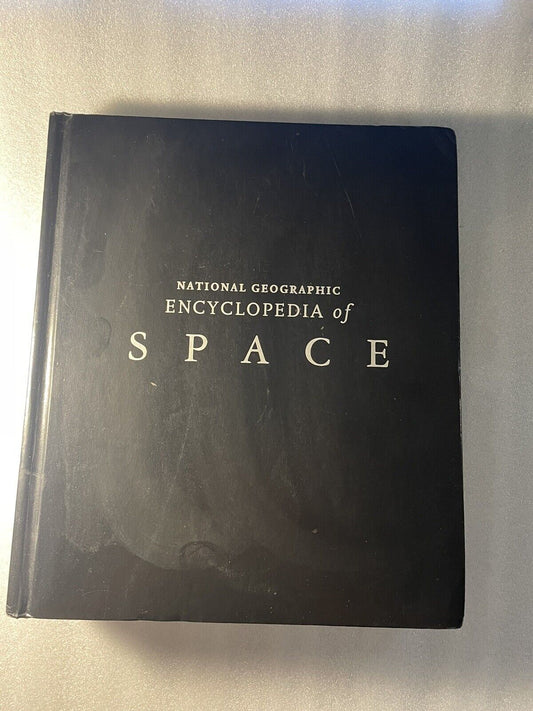 NATIONAL GEOGRAPHIC
ENCYCLOPEDIA of
SPACE